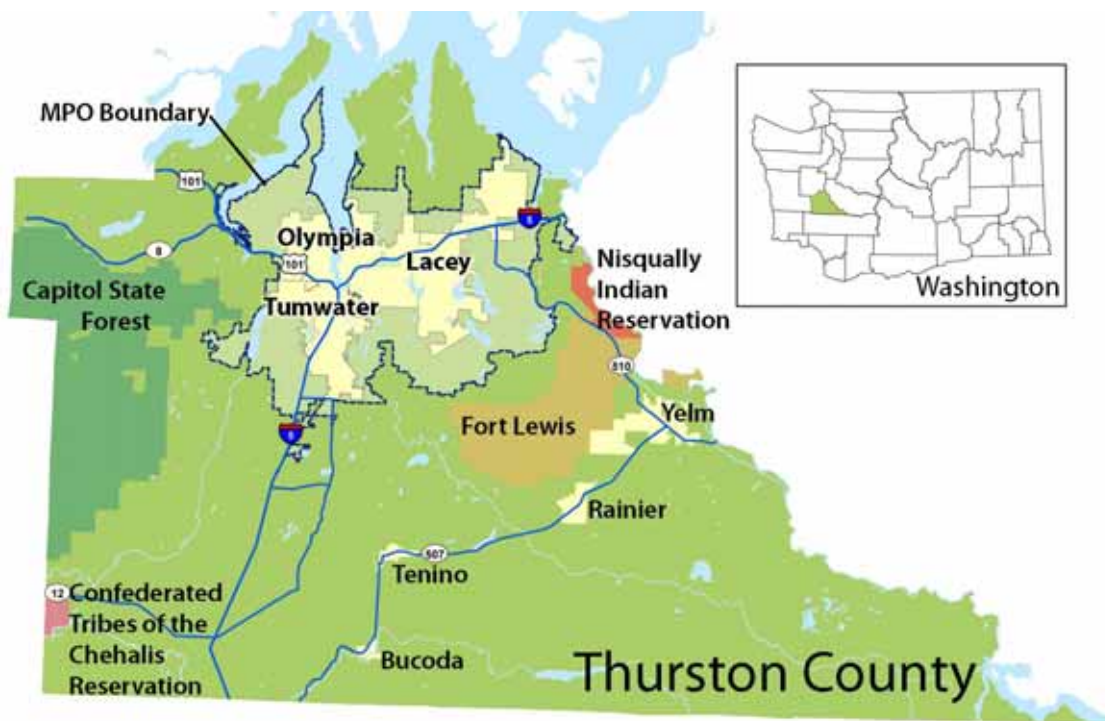 MPO Boundary
101
8
Olympia
101
Lacey
5
Tumwater
Capitol State
Forest
Nisqually
Indian
Reservation
Washington
510
Fort Lewis
Yelm
5
Rainier
507
Tenino
12
Confederated
Tribes of the
Chehalis
Reservation
Bucoda
Thurston County